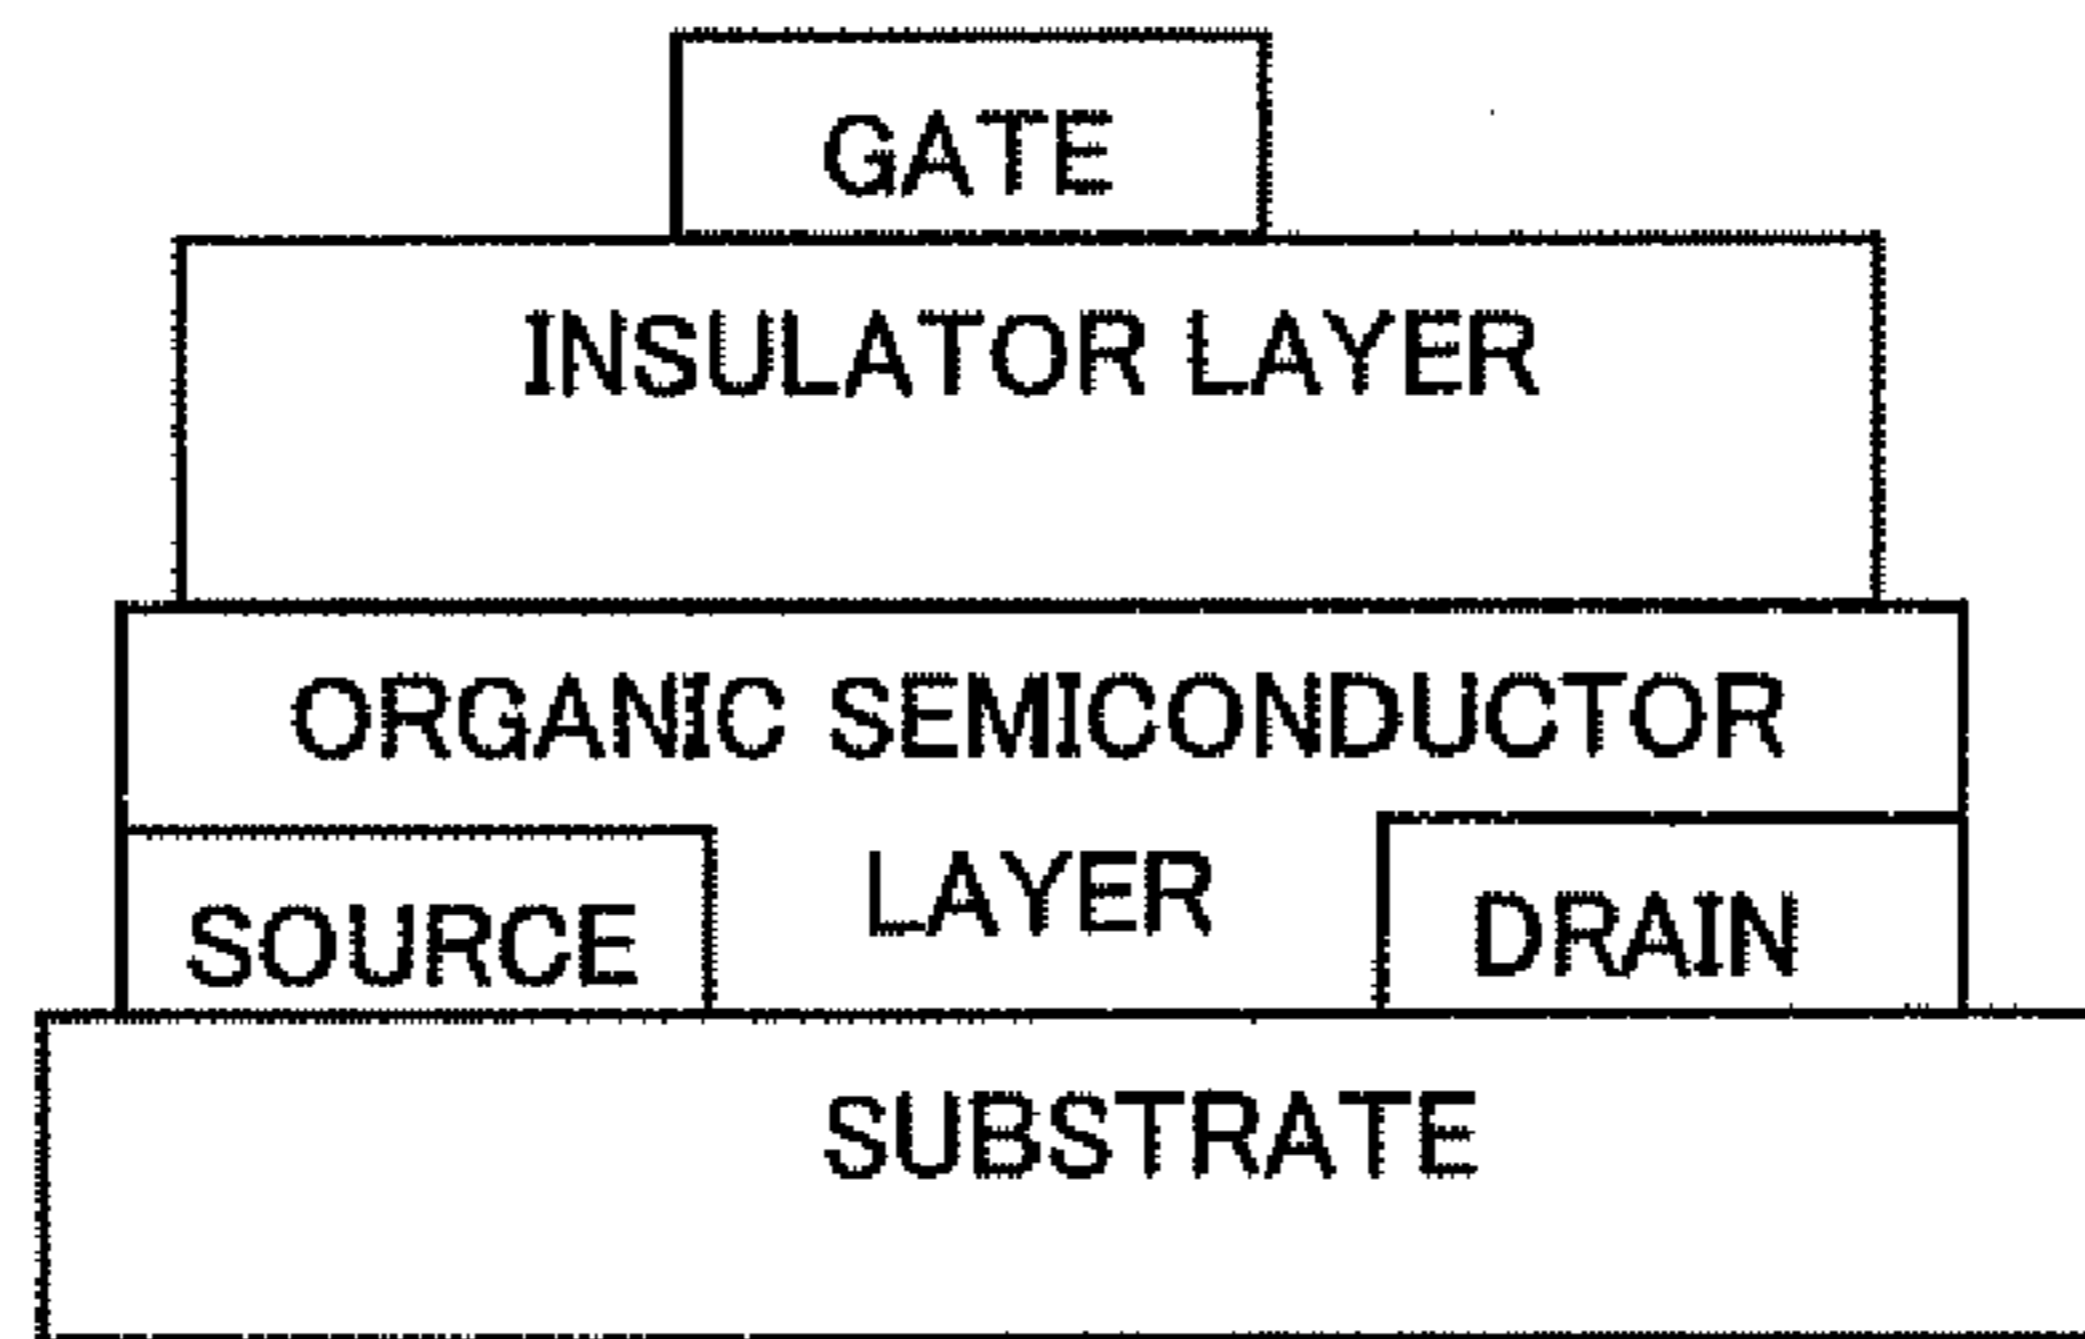 GATE
INSULATOR LAYER
ORGANIC SEMICONDUCTOR
LAYER
SOURCE
DRAIN
SUBSTRATE